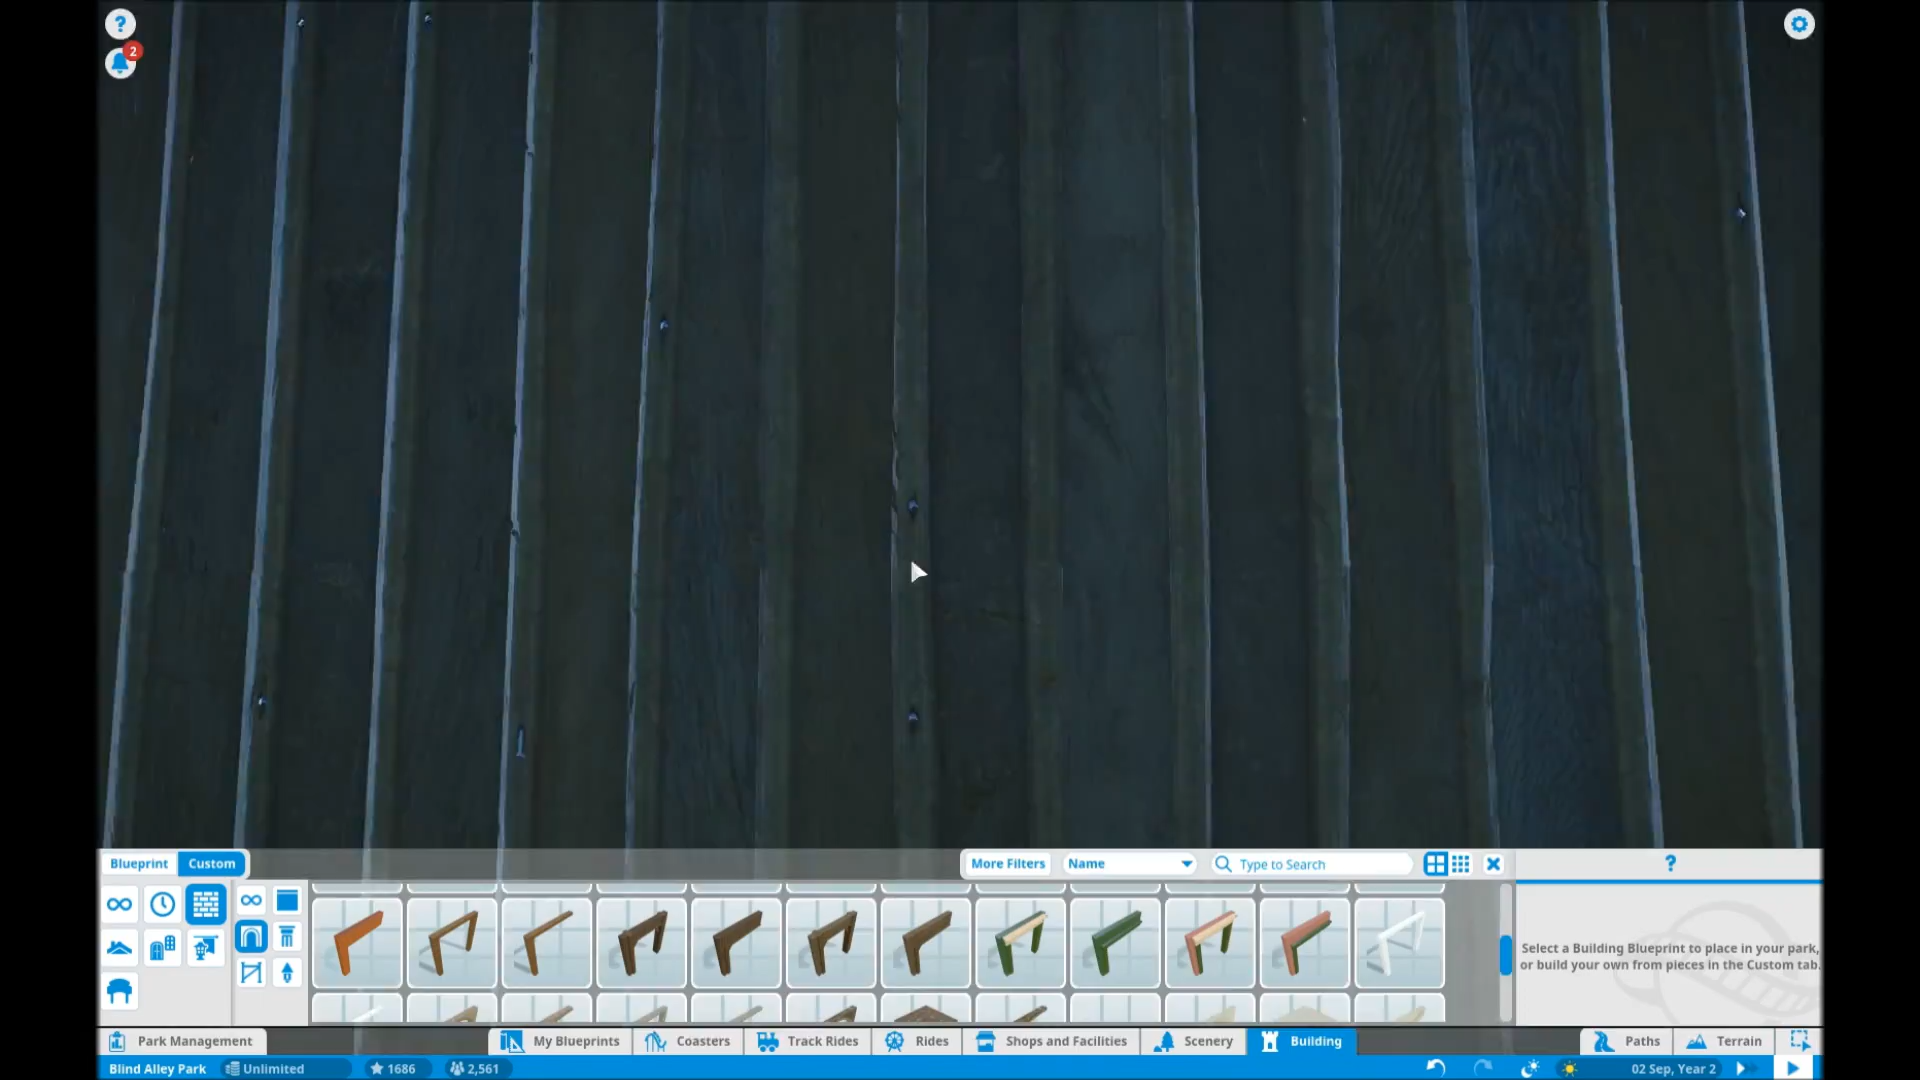 ?
2
Blueprint
Custom
More Filters
Name
Type to Search
?
Select a Building Blueprint to place in your park,
or build your own from pieces in the Custom tab.
Park Management
My Blueprints
Coasters
Track Rides
Rides
Shops and Facilities
Scenery
Building
Paths
Terrain
Blind Alley Park
Unlimited
1686
2,561
02 Sep, Year 2